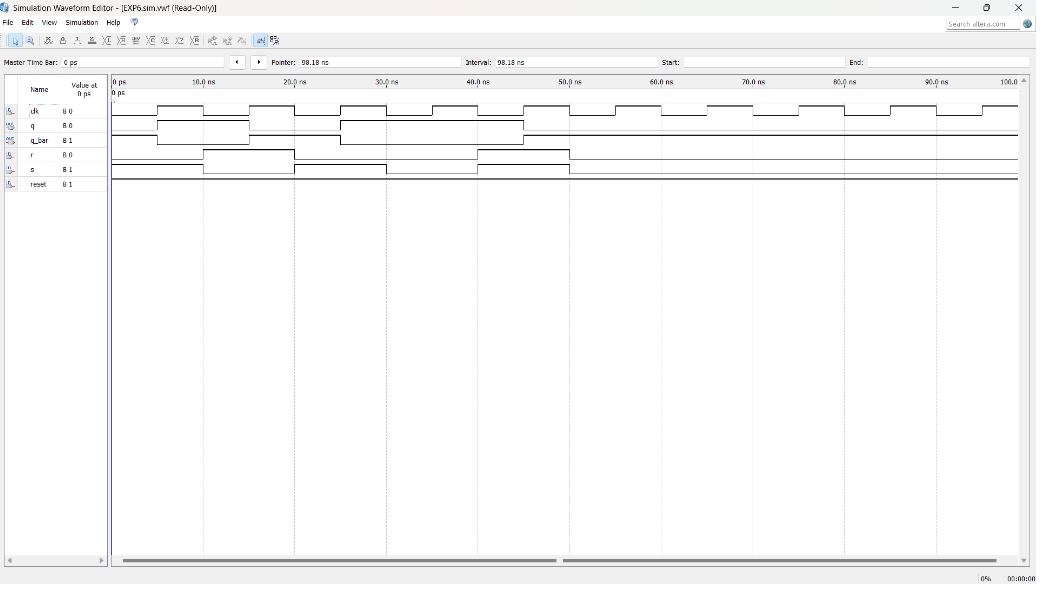 Simulation Waveform Editor - [EXP6.sim.vwf (Read-Only)]
File Edit View Simulation Help
Search altera.com
Master Time Bar: 0 ps Pointer: 98.18 ns Interval: 98.18 ns Start: End:
Name Value at 0 ps
0 ps 10.0 ns 20.0 ns 30.0 ns 40.0 ns 50.0 ns 60.0 ns 70.0 ns 80.0 ns 90.0 ns 100.0
0 ps
clk B 0
q B 0
q_bar B 1
r B 0
s B 1
reset B 1
0% 00:00:00